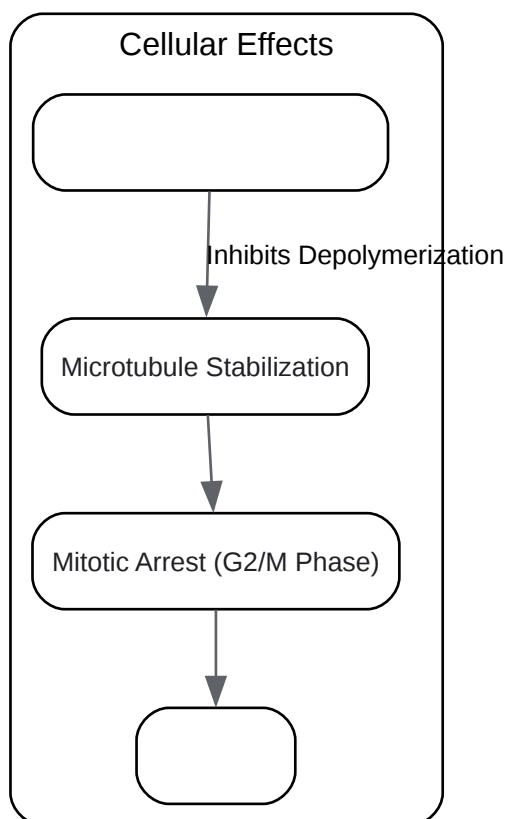 Cellular Effects
Inhibits Depolymerization
Microtubule Stabilization
Mitotic Arrest (G2/M Phase)